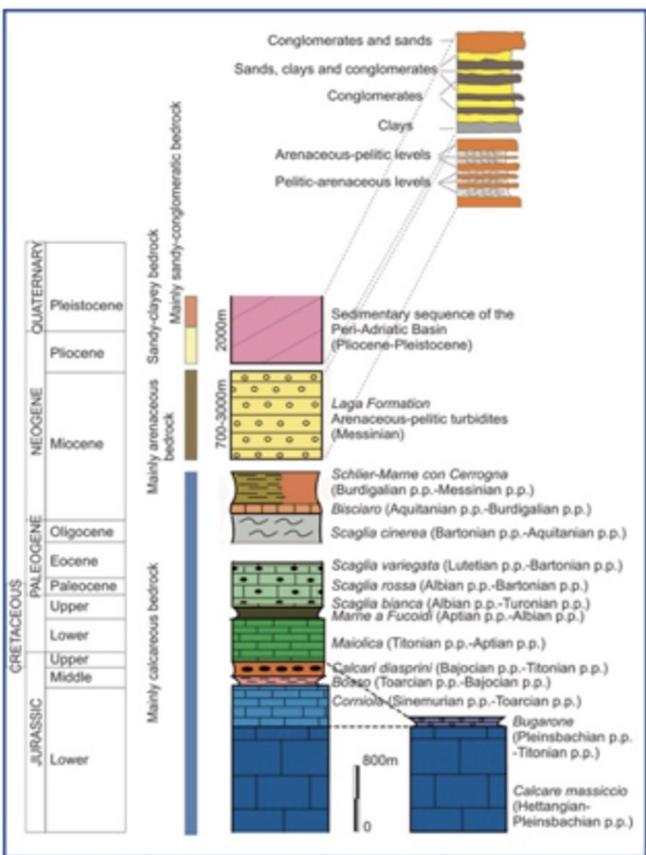 Conglomerates and sands
Sands, clays and conglomerates
Conglomerates
Clays
Arenaceous-pelitic levels
Pelitic-arenaceous levels
QUATERNARY
Pleistocene
Pliocene
NEOGENE
Miocene
PALEOGENE
Oligocene
Eocene
Paleocene
CRETACEOUS
Upper
Lower
JURASSIC
Upper
Middle
Lower
Mainly sandy-conglomeratic bedrock
Sandy-clayey bedrock
Mainly arenaceous
bedrock
Mainly calcareous bedrock
2000m
700-3000m
Sedimentary sequence of the
Peri-Adriatic Basin
(Pliocene-Pleistocene)
Laga Formation
Arenaceous-pelitic turbidites
(Messinian)
Schlier-Marne con Cerrogna
(Burdigalian p.p.-Messinian p.p.)
Bisciaro (Aquitanian p.p.-Burdigalian p.p.)
Scaglia cinerea (Bartonian p.p.-Aquitanian p.p.)
Scaglia variegata (Lutetian p.p.-Bartonian p.p.)
Scaglia rossa (Albian p.p.-Bartonian p.p.)
Scaglia bianca (Albian p.p.-Turonian p.p.)
Marne a Fucoidi (Aptian p.p.-Albian p.p.)
Maiolica (Titonian p.p.-Aptian p.p.)
Calcari diasprini (Bajocian p.p.-Titonian p.p.)
Bosso (Toarcian p.p.-Bajocian p.p.)
Corniola (Sinemurian p.p.-Toarcian p.p.)
Bugarone
(Pleinsbachian p.p.
-Titonian p.p.)
800m
0
Calcare massiccio
(Hettangian-
Pleinsbachian p.p.)